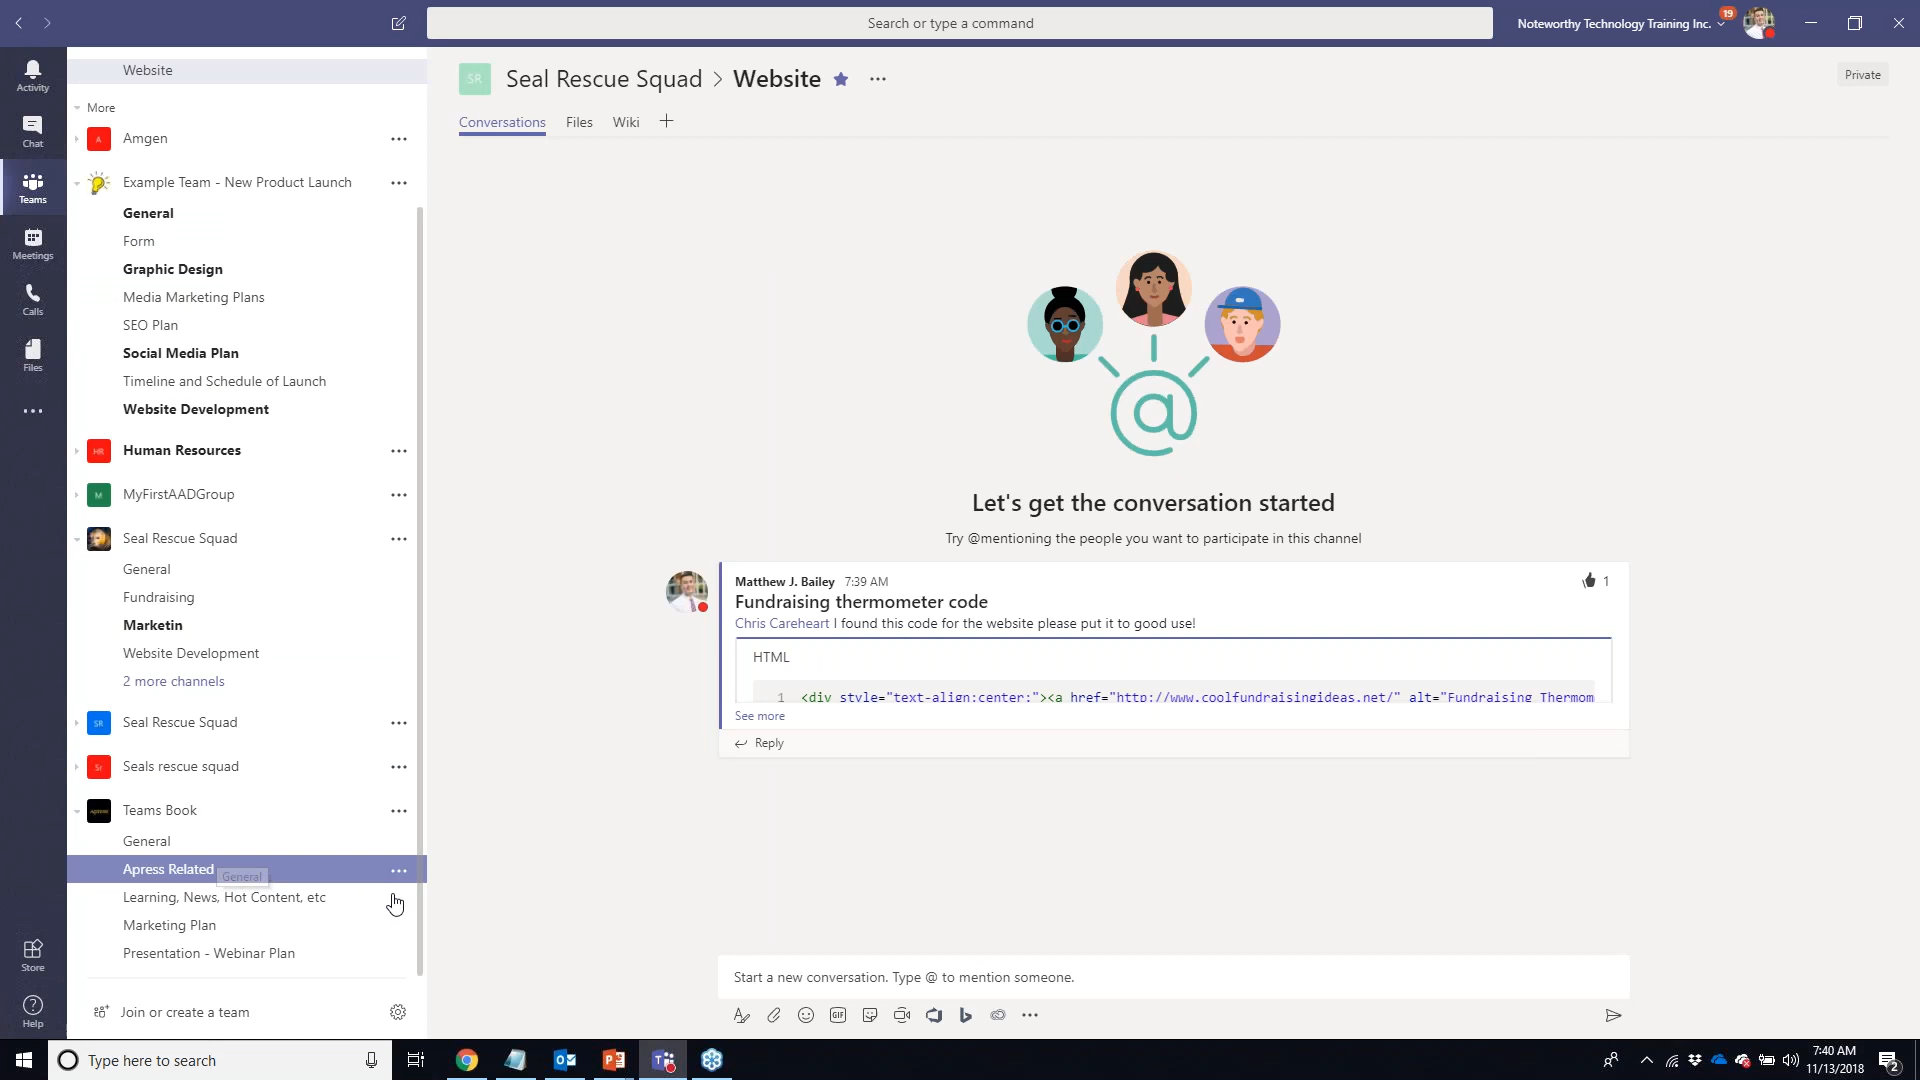 Search or type a command
Noteworthy Technology Training Inc.
19
Activity
Chat
Teams
Meetings
Calls
Files
Store
Help
Website
More
A
Amgen
Example Team - New Product Launch
General
Form
Graphic Design
Media Marketing Plans
SEO Plan
Social Media Plan
Timeline and Schedule of Launch
Website Development
HR
Human Resources
M
MyFirstAADGroup
Seal Rescue Squad
General
Fundraising
Marketin
Website Development
2 more channels
SR
Seal Rescue Squad
Sr
Seals rescue squad
Teams Book
General
Apress Related
General
Learning, News, Hot Content, etc
Marketing Plan
Presentation - Webinar Plan
Join or create a team
SR
Seal Rescue Squad > Website
Private
Conversations Files Wiki
@
Let's get the conversation started
Try @mentioning the people you want to participate in this channel
Matthew J. Bailey 7:39 AM
1
Fundraising thermometer code
Chris Careheart I found this code for the website please put it to good use!
HTML
1 <div style="text-align:center:"><a href="http://www.coolfundraisingideas.net/" alt="Fundraising Thermom
See more
Reply
Start a new conversation. Type @ to mention someone.
GIF
Type here to search
7:40 AM
11/13/2018
2